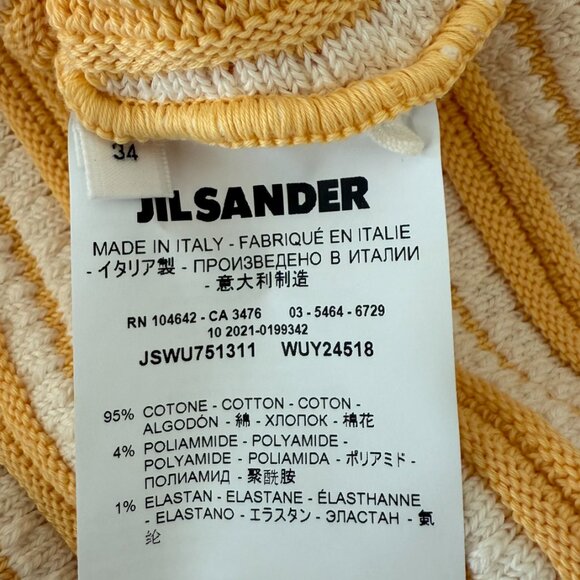 34
JIL SANDER
MADE IN ITALY - FABRIQUÉ EN ITALIE
- イタリア製 - ПРОИЗВЕДЕНО В ИТАЛИИ
- 意大利制造
RN 104642 - CA 3476 03 - 5464 - 6729
10 2021-0199342
JSWU751311 WUY24518
95% COTONE - COTTON - COTON -
ALGODÓN - 綿 - ХЛОПОК - 棉花
4% POLIAMMIDE - POLYAMIDE -
POLYAMIDE - POLIAMIDA - ポリアミド -
ПОЛИАМИД - 聚酰胺
1% ELASTAN - ELASTANE - ÉLASTHANNE
- ELASTANO - エラスタン - ЭЛАСТАН - 氨
纶